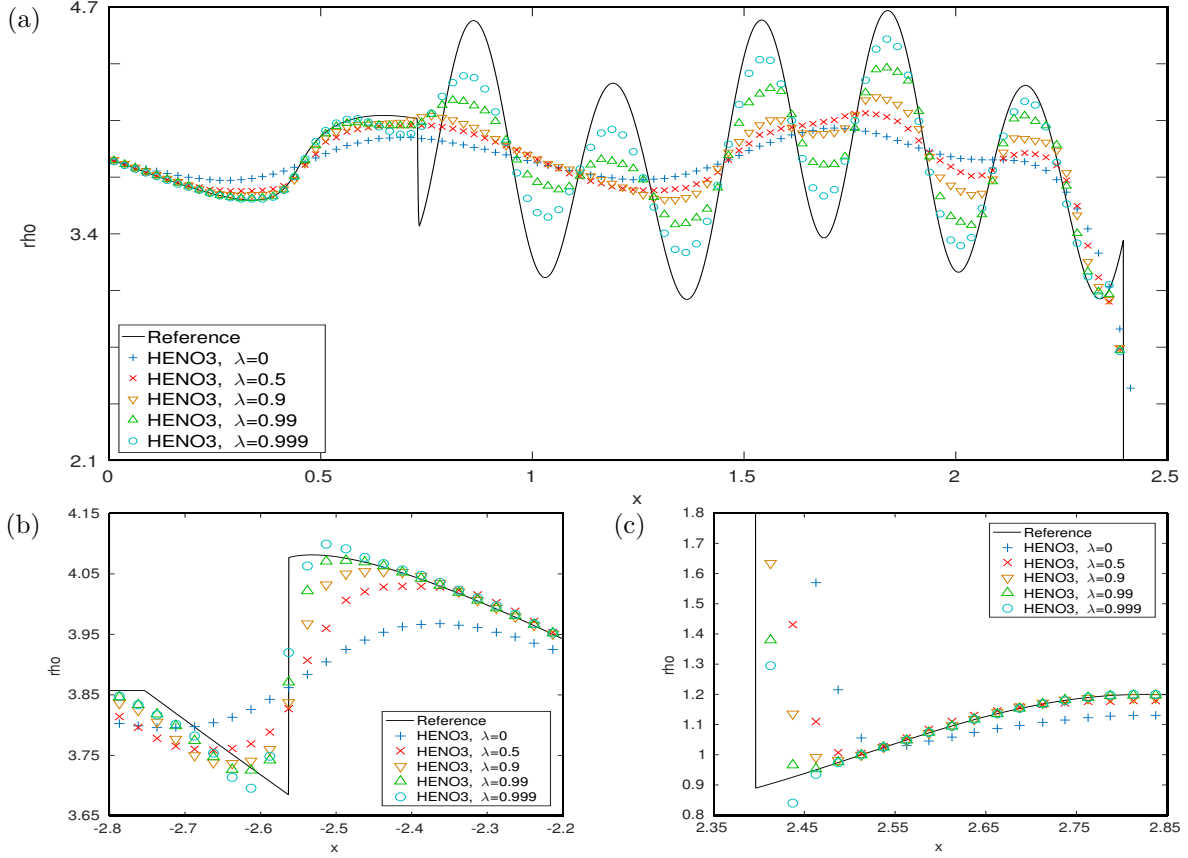 (a)
4.7
3.4
2.1
rho
0
0.5
1
1.5
2
2.5
x
Reference
HENO3, λ=0
HENO3, λ=0.5
HENO3, λ=0.9
HENO3, λ=0.99
HENO3, λ=0.999
(b)
4.15
4.05
3.95
3.85
3.75
3.65
rho
-2.8
-2.7
-2.6
-2.5
-2.4
-2.3
-2.2
x
Reference
HENO3, λ=0
HENO3, λ=0.5
HENO3, λ=0.9
HENO3, λ=0.99
HENO3, λ=0.999
(c)
1.8
1.7
1.6
1.5
1.4
1.3
1.2
1.1
1
0.9
0.8
rho
2.35
2.45
2.55
2.65
2.75
2.85
x
Reference
HENO3, λ=0
HENO3, λ=0.5
HENO3, λ=0.9
HENO3, λ=0.99
HENO3, λ=0.999